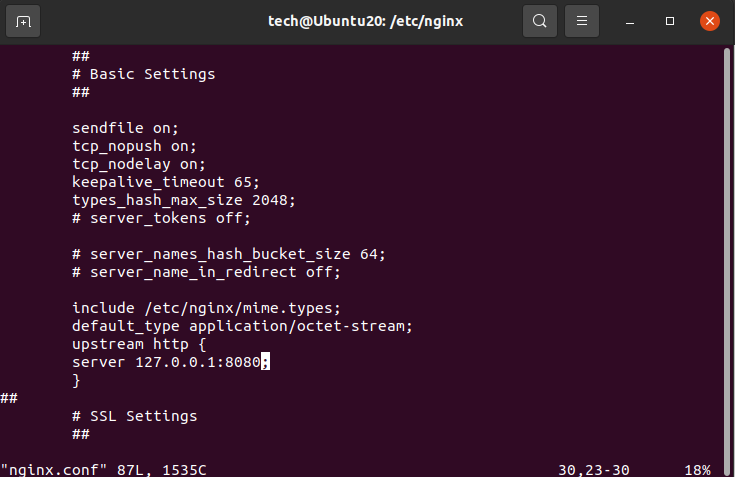 tech@Ubuntu20: /etc/nginx
##
# Basic Settings
##
sendfile on;
tcp_nopush on;
tcp_nodelay on;
keepalive_timeout 65;
types_hash_max_size 2048;
# server_tokens off;
# server_names_hash_bucket_size 64;
# server_name_in_redirect off;
include /etc/nginx/mime.types;
default_type application/octet-stream;
upstream http {
server 127.0.0.1:8080;
}
##
# SSL Settings
##
"nginx.conf" 87L, 1535C 30,23-30 18%